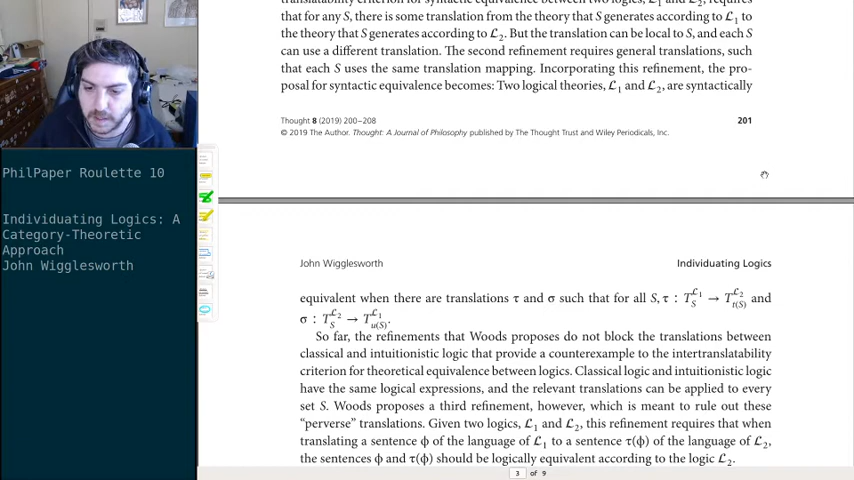 translatability criterion for syntactic equivalence between two logics, ℒ1 and ℒ2, requires
that for any S, there is some translation from the theory that S generates according to ℒ1 to
the theory that S generates according to ℒ2. But the translation can be local to S, and each S
can use a different translation. The second refinement requires general translations, such
that each S uses the same translation mapping. Incorporating this refinement, the pro-
posal for syntactic equivalence becomes: Two logical theories, ℒ1 and ℒ2, are syntactically
Thought 8 (2019) 200–208
201
© 2019 The Author. Thought: A Journal of Philosophy published by The Thought Trust and Wiley Periodicals, Inc.
PhilPaper Roulette 10
Individuating Logics: A
Category-Theoretic
Approach
John Wigglesworth
John Wigglesworth
Individuating Logics
equivalent when there are translations τ and σ such that for all S, τ : T_S^ℒ1 → T_t(S)^ℒ2 and
σ : T_S^ℒ2 → T_u(S)^ℒ1.
So far, the refinements that Woods proposes do not block the translations between
classical and intuitionistic logic that provide a counterexample to the intertranslatability
criterion for theoretical equivalence between logics. Classical logic and intuitionistic logic
have the same logical expressions, and the relevant translations can be applied to every
set S. Woods proposes a third refinement, however, which is meant to rule out these
“perverse” translations. Given two logics, ℒ1 and ℒ2, this refinement requires that when
translating a sentence ϕ of the language of ℒ1 to a sentence τ(ϕ) of the language of ℒ2,
the sentences ϕ and τ(ϕ) should be logically equivalent according to the logic ℒ2.
3 of 9